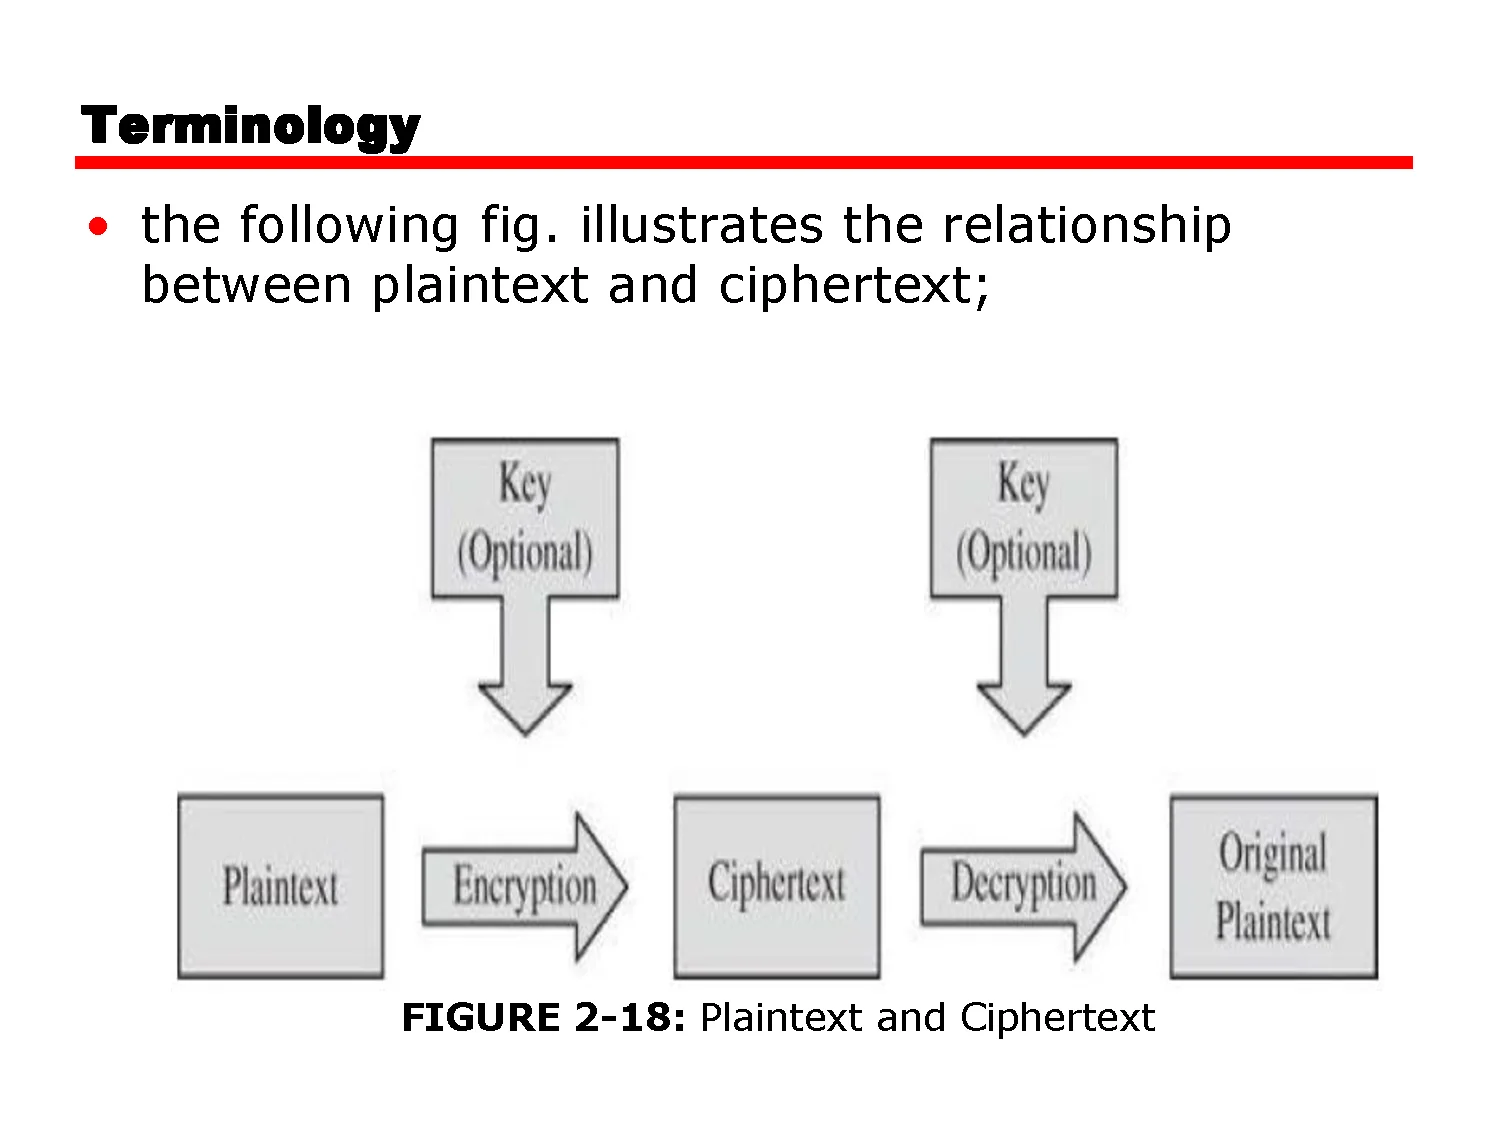 Terminology
• the following fig. illustrates the relationship
between plaintext and ciphertext;
Key
(Optional)
Key
(Optional)
Plaintext
Encryption
Ciphertext
Decryption
Original
Plaintext
FIGURE 2-18: Plaintext and Ciphertext